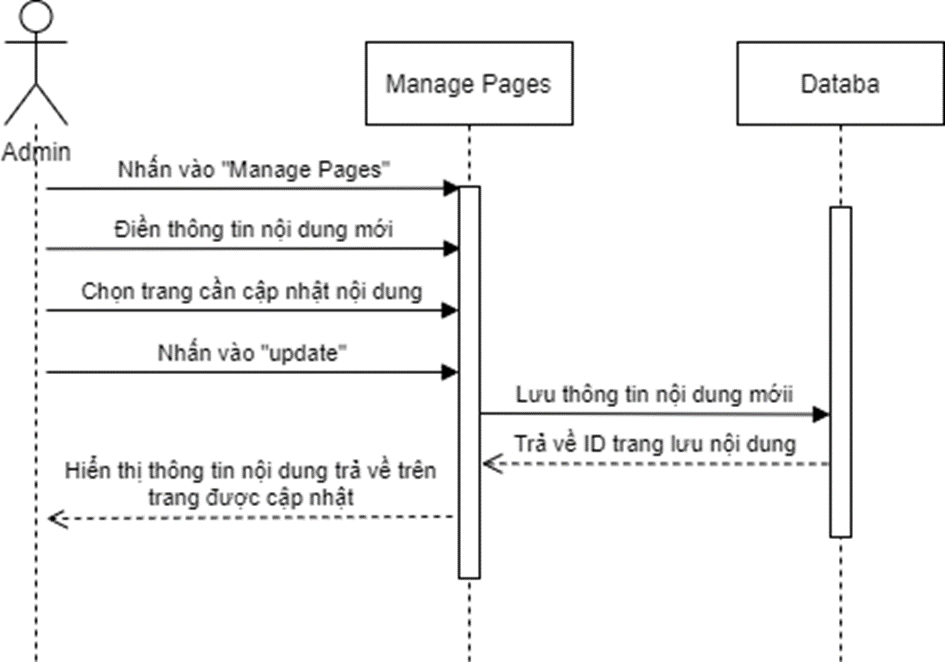 Manage Pages
Databa
Admin
Nhấn vào "Manage Pages"
Điền thông tin nội dung mới
Chọn trang cần cập nhật nội dung
Nhấn vào "update"
Lưu thông tin nội dung mớii
Trả về ID trang lưu nội dung
Hiển thị thông tin nội dung trả về trên
trang được cập nhật